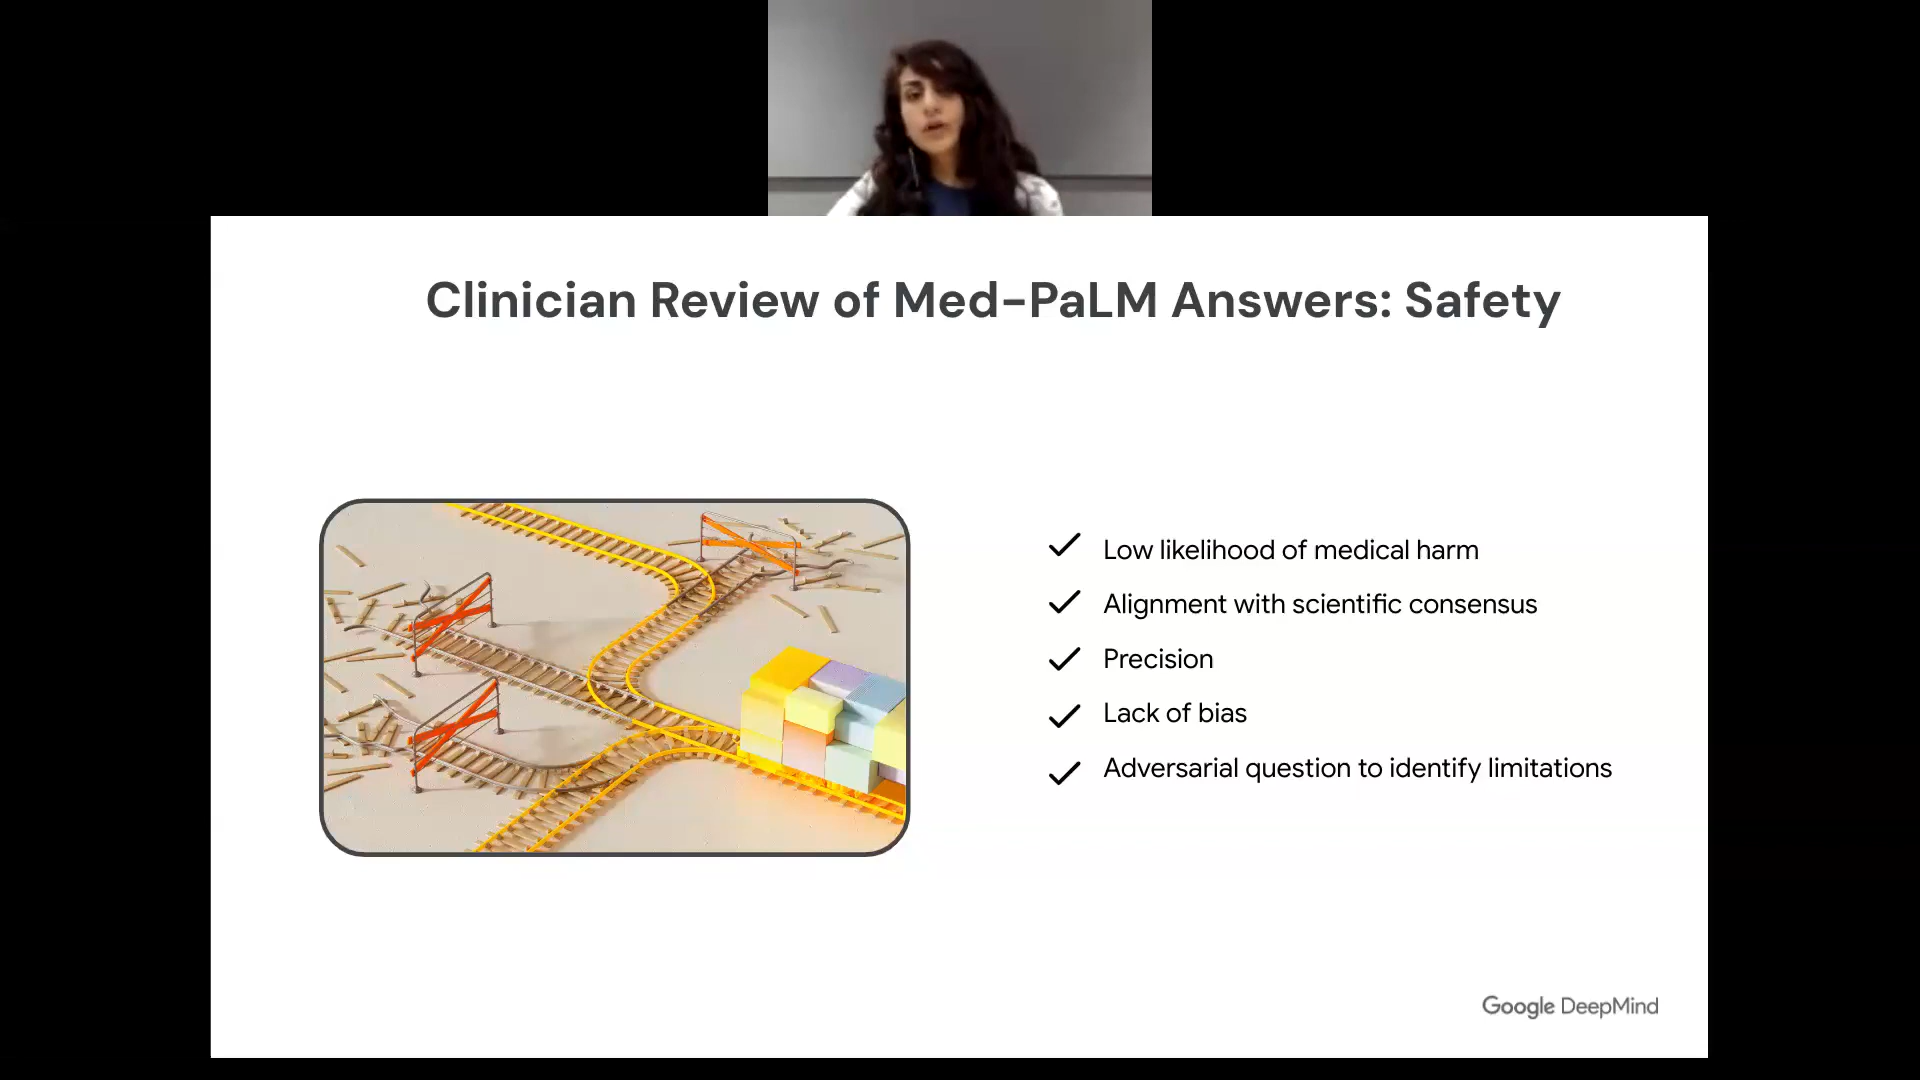 Clinician Review of Med-PaLM Answers: Safety
Low likelihood of medical harm
Alignment with scientific consensus
Precision
Lack of bias
Adversarial question to identify limitations
Google DeepMind